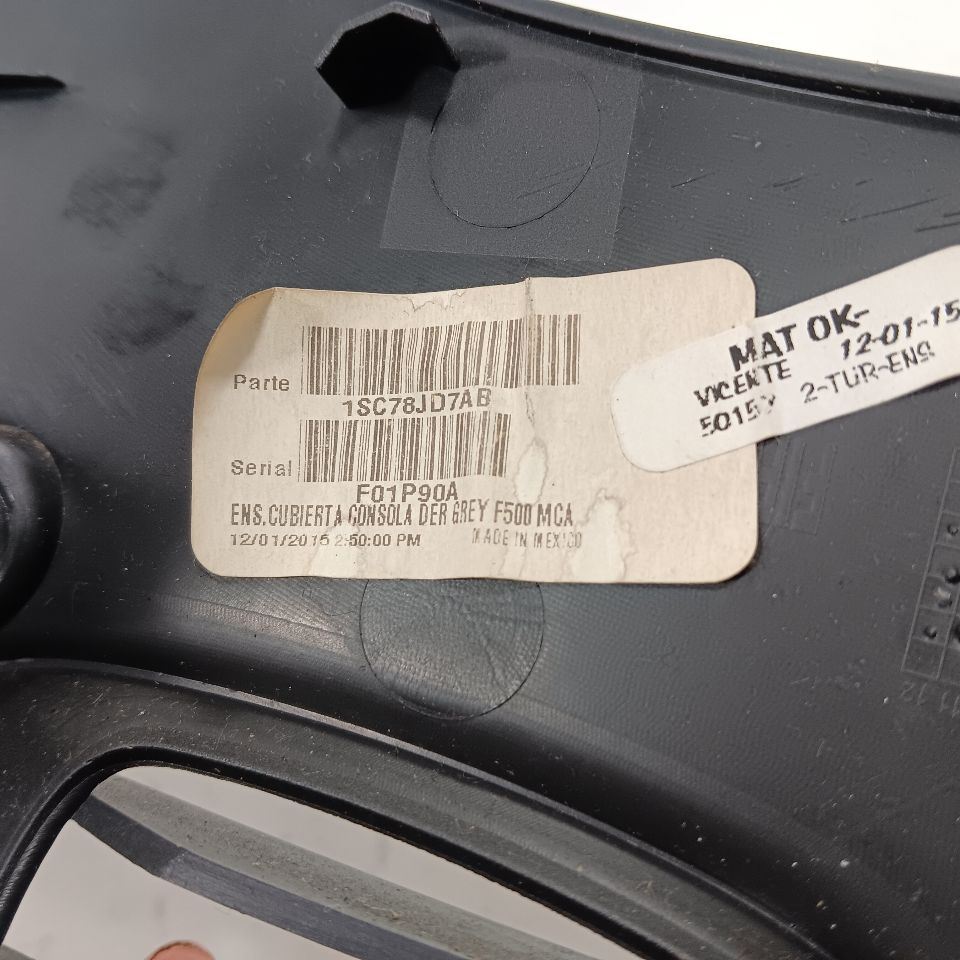 Parte
1SC78JD7AB
Serial
F01P90A
ENS.CUBIERTA CONSOLA DER GREY F500 MCA
12/01/2015 2:50:00 PM MADE IN MEXICO
MAT OK-
VICENTE 12-01-15
2-TUR-ENS